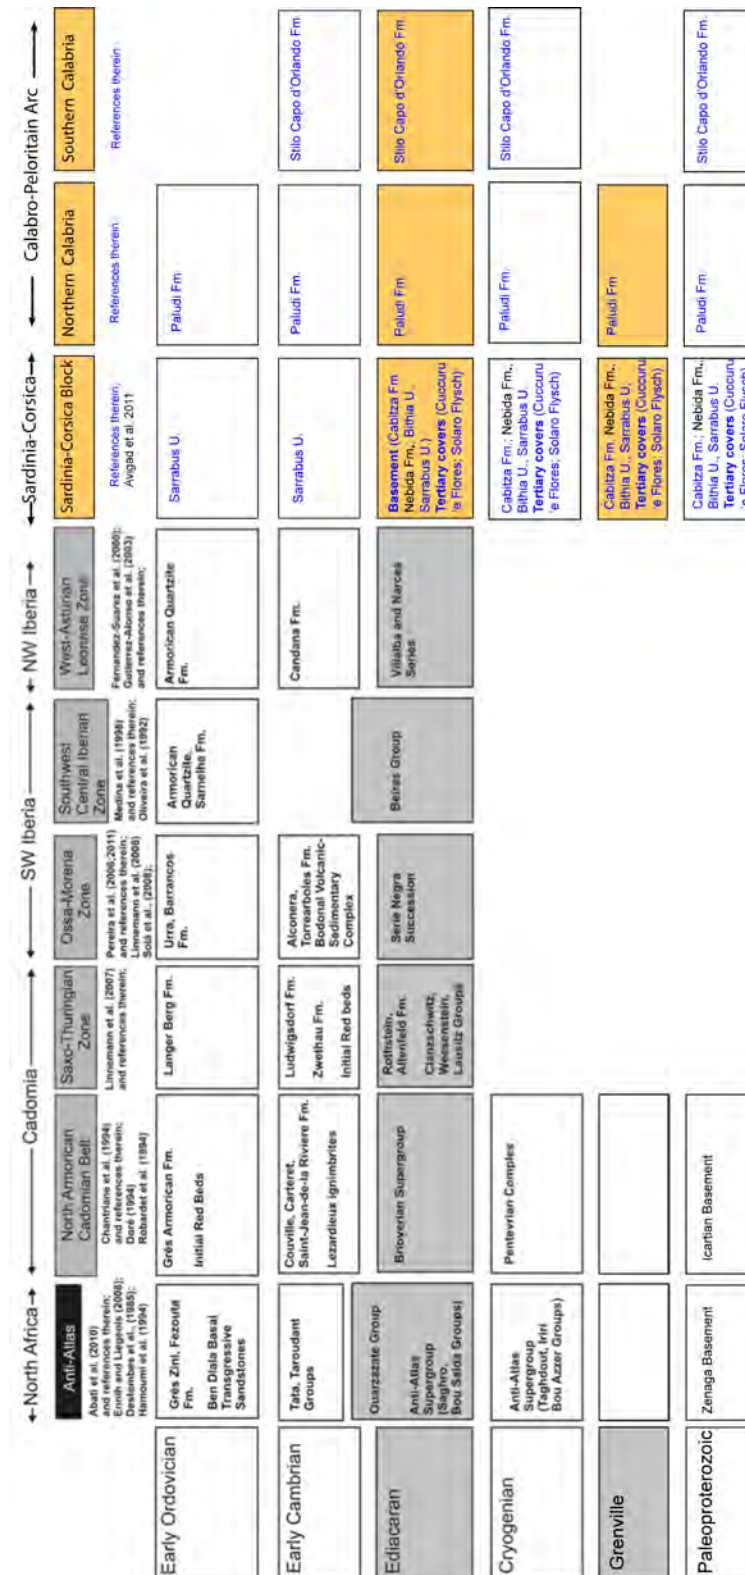 ←North Africa→
Cadomia
SW Iberia
NW Iberia
Sardinia-Corsica
Calabro-Peloritain Arc
Anti-Atlas
Abati et al. (2010)
and references therein;
Ennih and Liegeois (2008);
Destombes et al., (1985);
Hamoumi et al. (1994)
North Armorican
Cadomian Belt
Chantriane et al. (1994)
and references therein;
Doré (1994)
Robardet et al. (1994)
Saxo-Thuringian
Zone
Linnemann et al. (2007)
and references therein;
Ossa-Morena
Zone
Pereira et al. (2006;2011)
and references therein;
Linnemann et al. (2008)
Solá et al., (2008);
Southwest
Central Iberian
Zone
Medina et al. (1998)
and references therein;
Oliveira et al. (1992)
West-Asturian
Leonise Zone
Fernandez-Suarez et al. (2000);
Gutierrez-Alonso et al. (2003)
and references therein;
Sardinia-Corsica Block
References therein;
Avigad et al. 2011
Northern Calabria
References therein
Southern Calabria
References therein
Early Ordovician
Grés Zini, Fezouta
Fm.
Ben Dlala Basal
Transgressive
Sandstones
Grés Armorican Fm.
Initial Red Beds
Langer Berg Fm.
Urra, Barrancos
Fm.
Armorican
Quartzite,
Sarnelha Fm.
Armorican Quartzite
Fm.
Sarrabus U.
Paludi Fm
Early Cambrian
Tata, Taroudant
Groups
Couville, Carteret,
Saint-Jean-de-la Riviere Fm.
Lezardieux ignimbrites
Ludwigsdorf Fm.
Zwethau Fm.
Initial Red beds
Alconera,
Torrearboles Fm.
Bodonal Volcanic-
Sedimentary
Complex
Candana Fm.
Sarrabus U.
Paludi Fm.
Stilo Capo d'Orlando Fm.
Ediacaran
Quarzazate Group
Anti-Atlas
Supergroup
(Saghro,
Bou Salda Groups)
Brioverian Supergroup
Rothstein,
Altenfeld Fm.
Clanzschwitz,
Weesenstein,
Lausitz Groups
Serie Negra
Succession
Beiras Group
Villalba and Narcea
Series
Basement (Cabitza Fm
Nebida Fm., Bithia U.,
Sarrabus U.)
Tertiary covers (Cuccuru
'e Flores; Solaro Flysch)
Paludi Fm
Stilo Capo d'Orlando Fm.
Cryogenian
Anti-Atlas
Supergroup
(Taghdout, Iriri
Bou Azzer Groups)
Pentevrian Complex
Cabitza Fm.; Nebida Fm.;
Bithia U., Sarrabus U.
Tertiary covers (Cuccuru
'e Flores; Solaro Flysch)
Paludi Fm.
Stilo Capo d'Orlando Fm.
Grenville
Cabitza Fm. Nebida Fm.,
Bithia U., Sarrabus U,
Tertiary covers (Cuccuru
'e Flores; Solaro Flysch)
Paludi Fm
Paleoproterozoic
Zenaga Basement
Icartian Basement
Cabitza Fm.; Nebida Fm.;
Bithia U., Sarrabus U.
Tertiary covers (Cuccuru
'e Flores; Solaro Flysch)
Paludi Fm
Stilo Capo d'Orlando Fm.